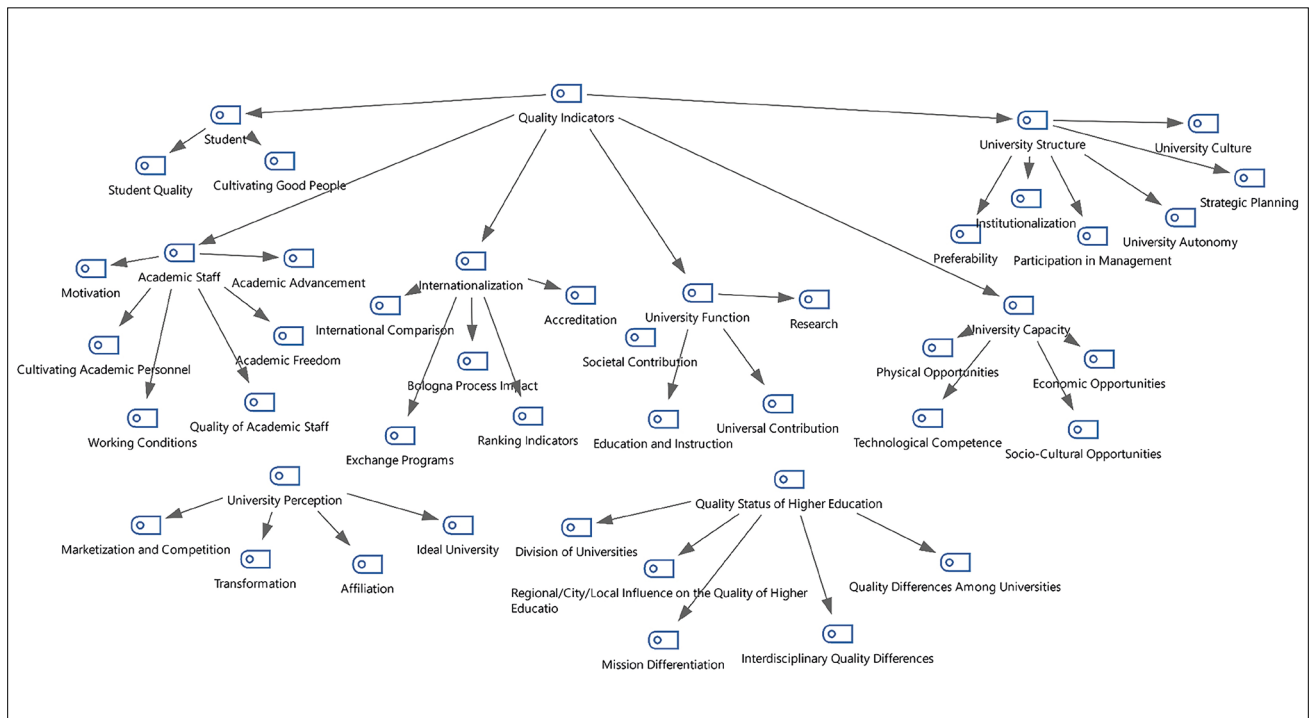 Quality Indicators
Student
University Structure
University Culture
Student Quality
Cultivating Good People
Strategic Planning
Institutionalization
University Autonomy
Preferability
Participation in Management
Academic Staff
Academic Advancement
Motivation
Internationalization
Accreditation
International Comparison
University Function
Research
University Capacity
Societal Contribution
Academic Freedom
Cultivating Academic Personnel
Physical Opportunities
Economic Opportunities
Bologna Process Impact
Quality of Academic Staff
Working Conditions
Ranking Indicators
Exchange Programs
Education and Instruction
Universal Contribution
Technological Competence
Socio-Cultural Opportunities
University Perception
Marketization and Competition
Ideal University
Transformation
Affiliation
Quality Status of Higher Education
Division of Universities
Regional/City/Local Influence on the Quality of Higher
Educatio
Quality Differences Among Universities
Mission Differentiation
Interdisciplinary Quality Differences